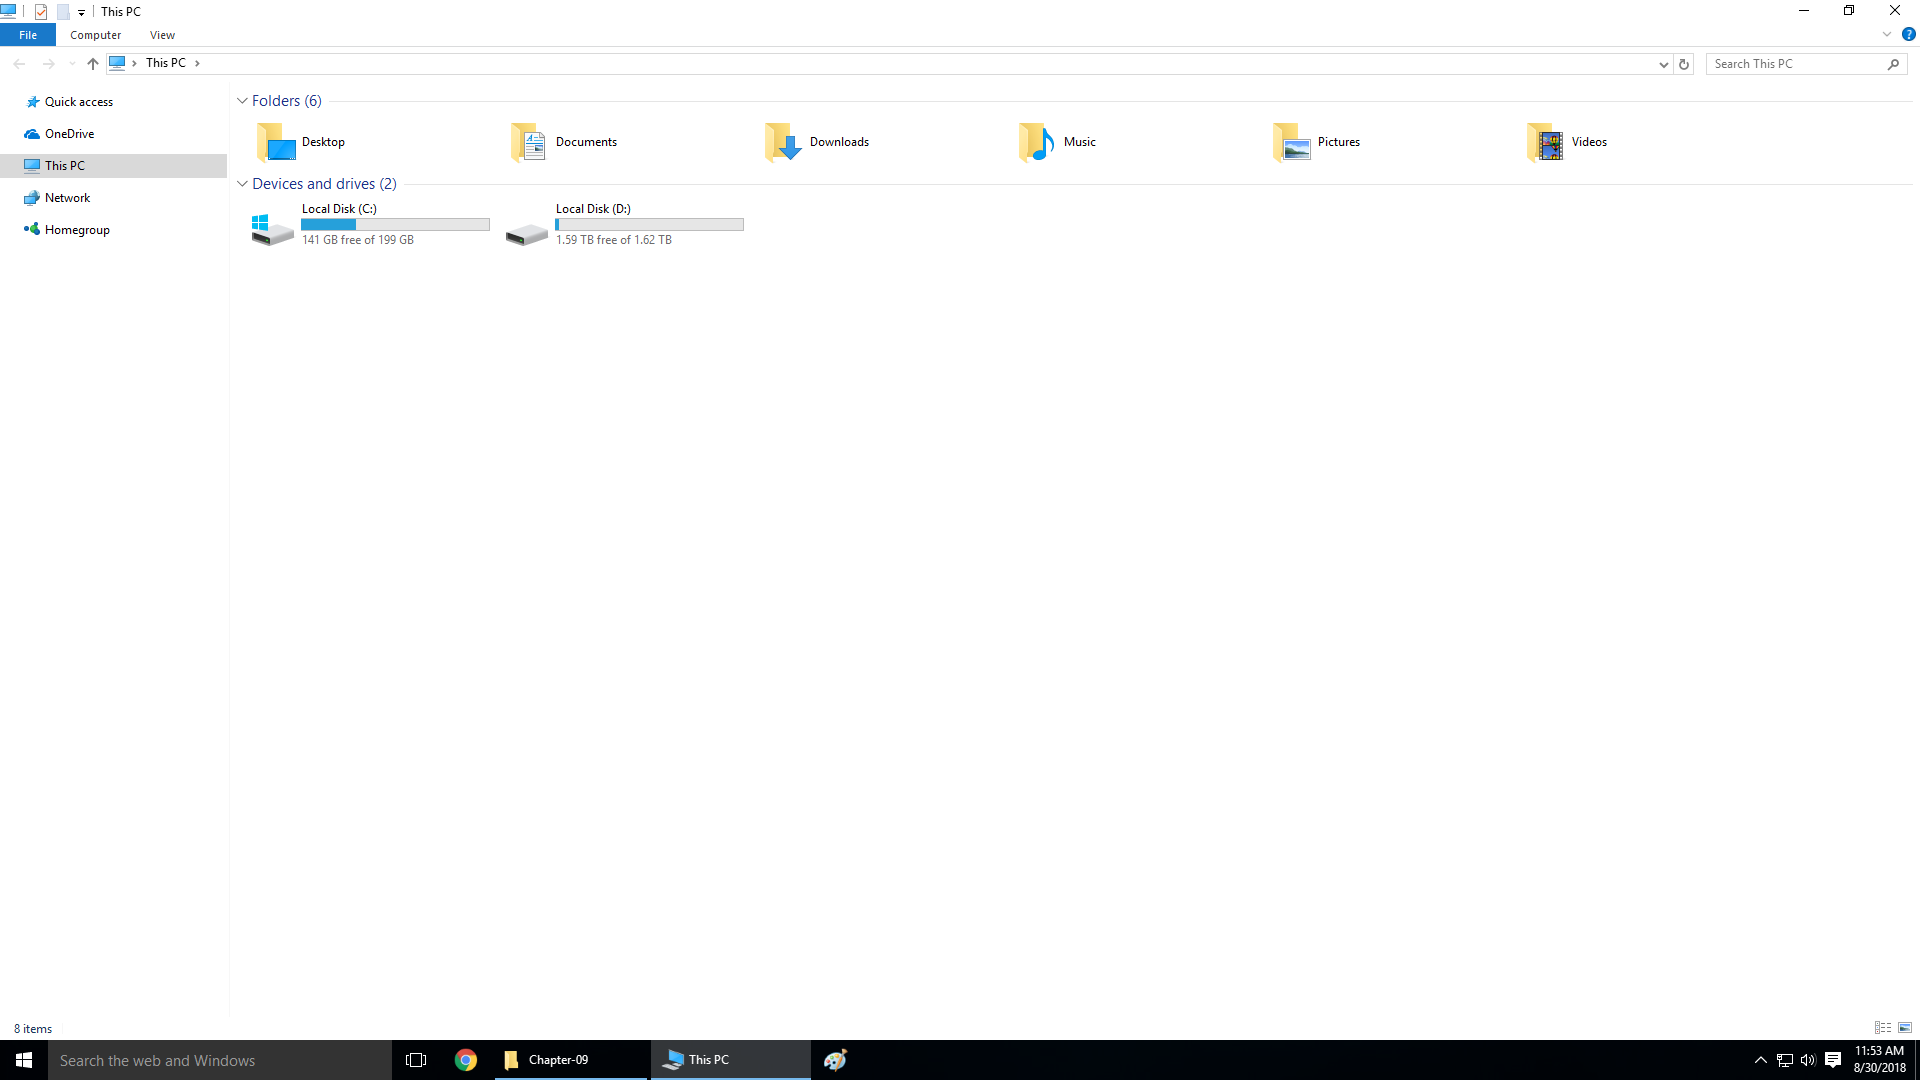 This PC
File
Computer
View
This PC
Search This PC
Quick access
OneDrive
This PC
Network
Homegroup
Folders (6)
Desktop
Documents
Downloads
Music
Pictures
Videos
Devices and drives (2)
Local Disk (C:)
141 GB free of 199 GB
Local Disk (D:)
1.59 TB free of 1.62 TB
8 items
Search the web and Windows
Chapter-09
This PC
11:53 AM
8/30/2018